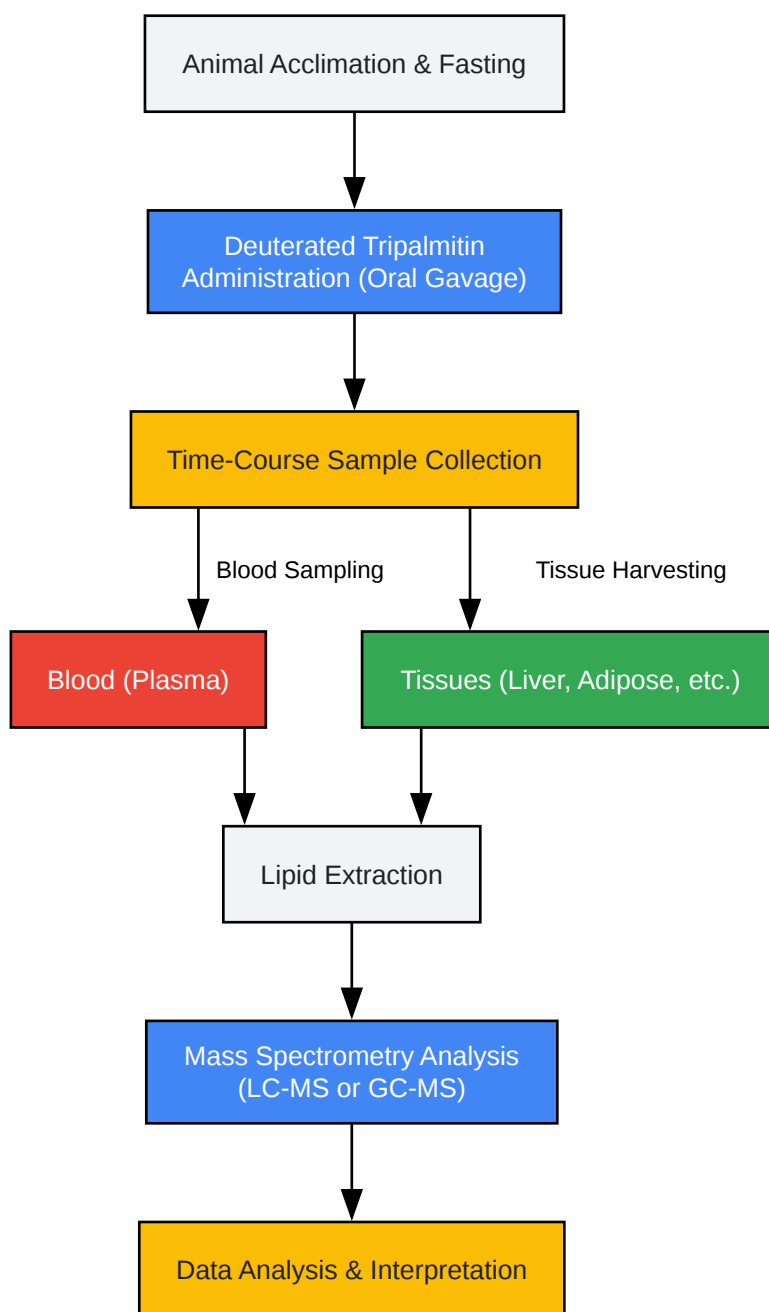 Animal Acclimation & Fasting
Deuterated Tripalmitin
Administration (Oral Gavage)
Time-Course Sample Collection
Blood Sampling
Tissue Harvesting
Blood (Plasma)
Tissues (Liver, Adipose, etc.)
Lipid Extraction
Mass Spectrometry Analysis
(LC-MS or GC-MS)
Data Analysis & Interpretation